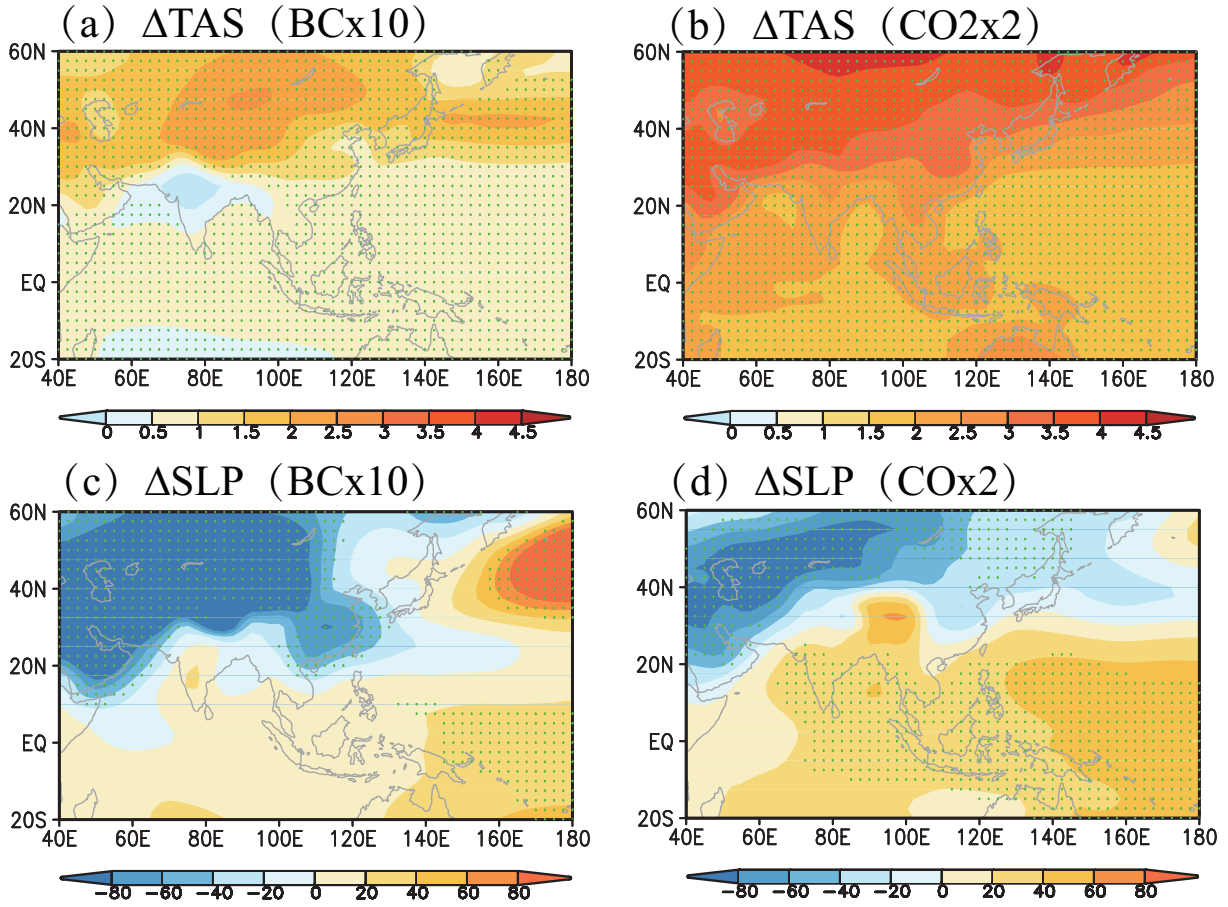 (a) ΔTAS (BCx10)
60N
40N
20N
EQ
20S
40E 60E 80E 100E 120E 140E 160E 180
0 0.5 1 1.5 2 2.5 3 3.5 4 4.5
(b) ΔTAS (CO2x2)
60N
40N
20N
EQ
20S
40E 60E 80E 100E 120E 140E 160E 180
0 0.5 1 1.5 2 2.5 3 3.5 4 4.5
(c) ΔSLP (BCx10)
60N
40N
20N
EQ
20S
40E 60E 80E 100E 120E 140E 160E 180
−80 −60 −40 −20 0 20 40 60 80
(d) ΔSLP (COx2)
60N
40N
20N
EQ
20S
40E 60E 80E 100E 120E 140E 160E 180
−80 −60 −40 −20 0 20 40 60 80